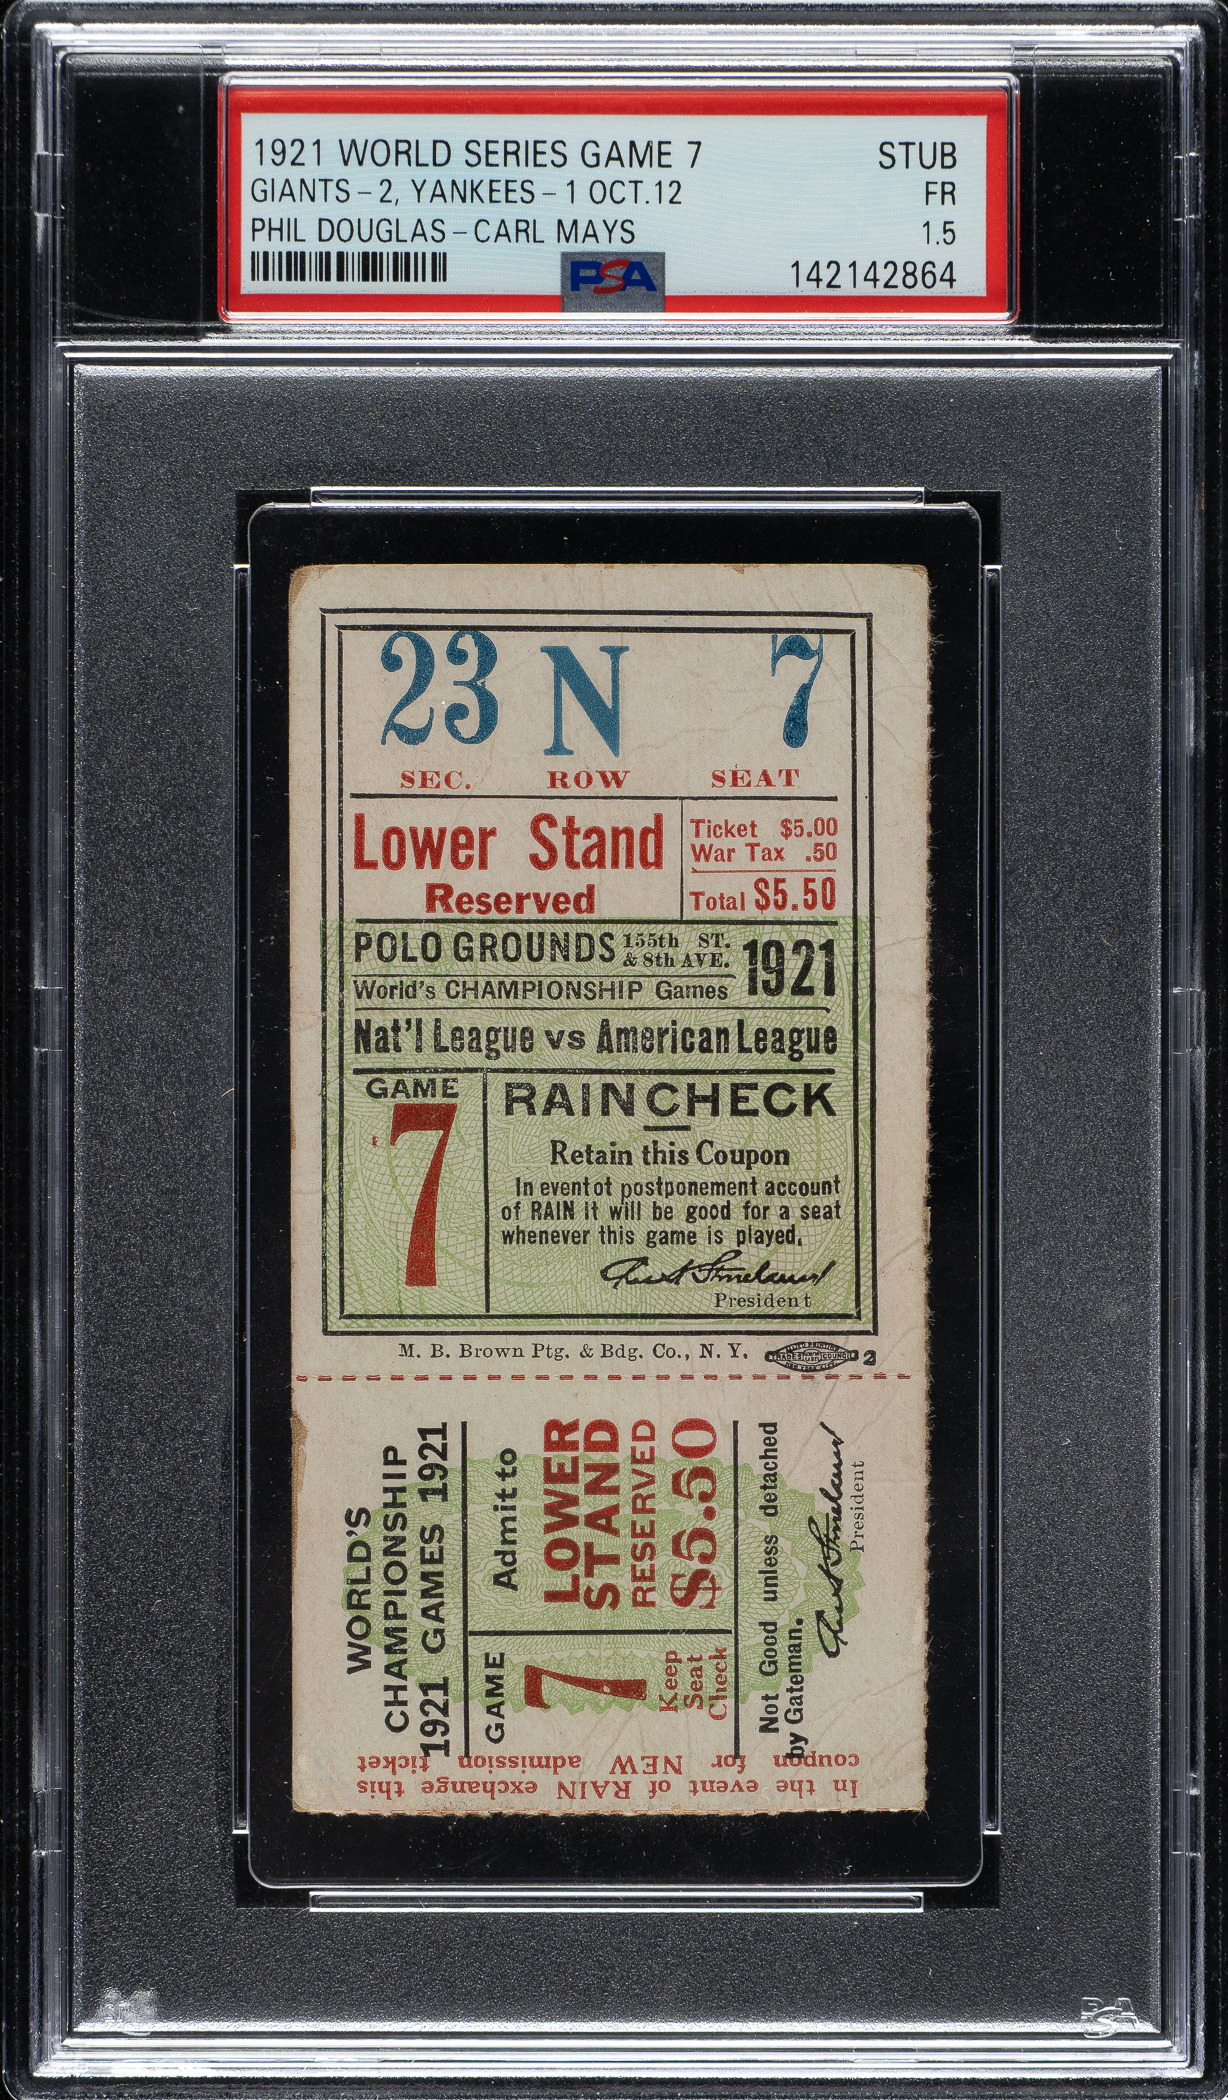 1921 WORLD SERIES GAME 7 STUB
GIANTS-2, YANKEES-1 OCT.12 FR
PHIL DOUGLAS-CARL MAYS 1.5
PSA 142142864
23 N 7
SEC. ROW SEAT
Lower Stand
Reserved
Ticket $5.00
War Tax .50
Total $5.50
POLO GROUNDS 155th ST. & 8th AVE. 1921
World's CHAMPIONSHIP Games
Nat'l League vs American League
GAME
7
RAIN CHECK
Retain this Coupon
In event of postponement account
of RAIN it will be good for a seat
whenever this game is played.
President
M. B. Brown Ptg. & Bdg. Co., N. Y. 2
WORLD'S
CHAMPIONSHIP
1921 GAMES 1921
GAME
7
Keep
Seat
Check
Admit to
LOWER
STAND
RESERVED
$5.50
Not Good unless detached
by Gateman.
President
In the event of RAIN exchange this
coupon for NEW admission ticket
PSA